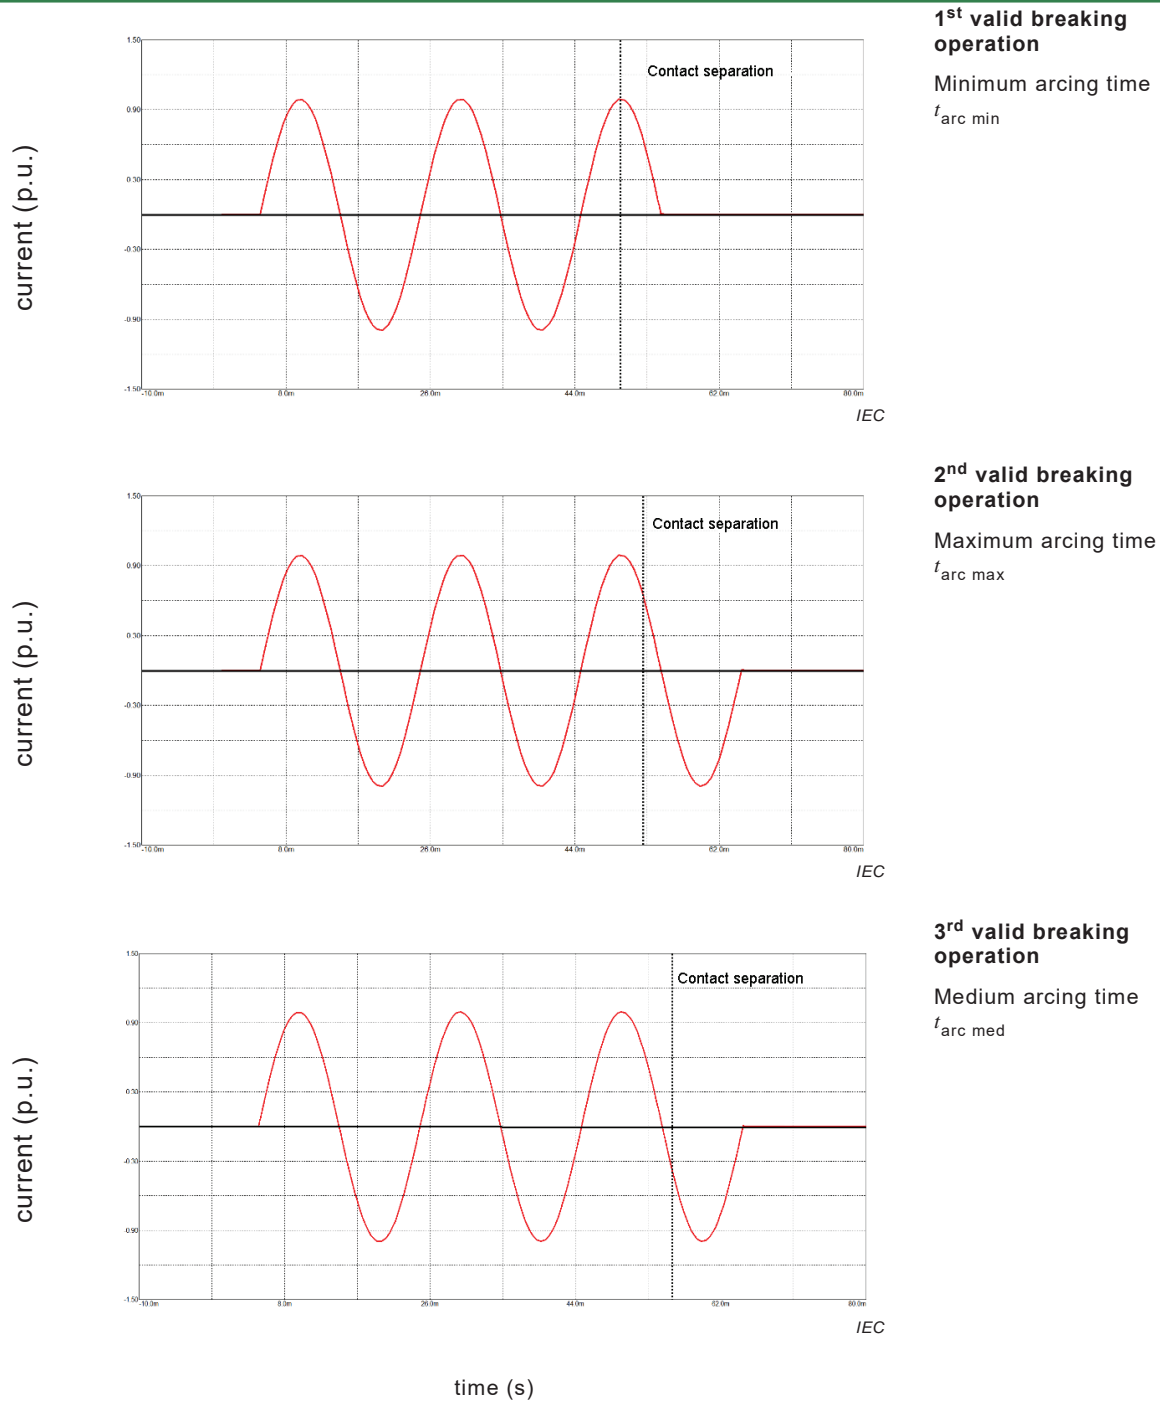 1st valid breaking
operation
Minimum arcing time
tarc min
current (p.u.)
1.50
0.90
0.30
-0.30
-0.90
-1.50
Contact separation
-10.0m 8.0m 26.0m 44.0m 62.0m 80.0m
IEC
2nd valid breaking
operation
Maximum arcing time
tarc max
current (p.u.)
1.50
0.90
0.30
-0.30
-0.90
-1.50
Contact separation
-10.0m 8.0m 26.0m 44.0m 62.0m 80.0m
IEC
3rd valid breaking
operation
Medium arcing time
tarc med
current (p.u.)
1.50
0.90
0.30
-0.30
-0.90
-1.50
Contact separation
-10.0m 8.0m 26.0m 44.0m 62.0m 80.0m
IEC
time (s)